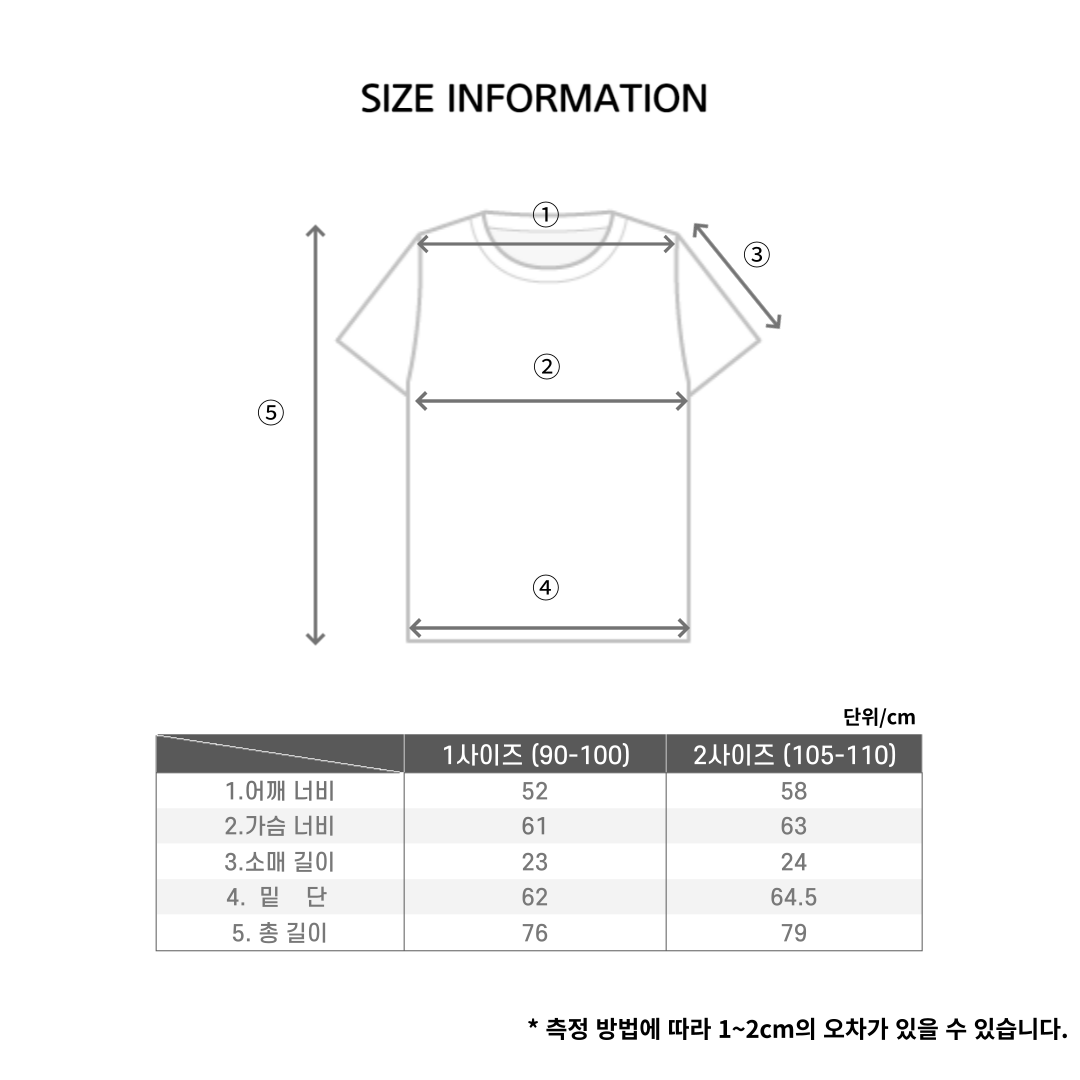 SIZE INFORMATION
①
③
②
⑤
④
단위/cm
1사이즈 (90-100) 2사이즈 (105-110)
1.어깨 너비 52 58
2.가슴 너비 61 63
3.소매 길이 23 24
4. 밑 단 62 64.5
5. 총 길이 76 79
* 측정 방법에 따라 1~2cm의 오차가 있을 수 있습니다.